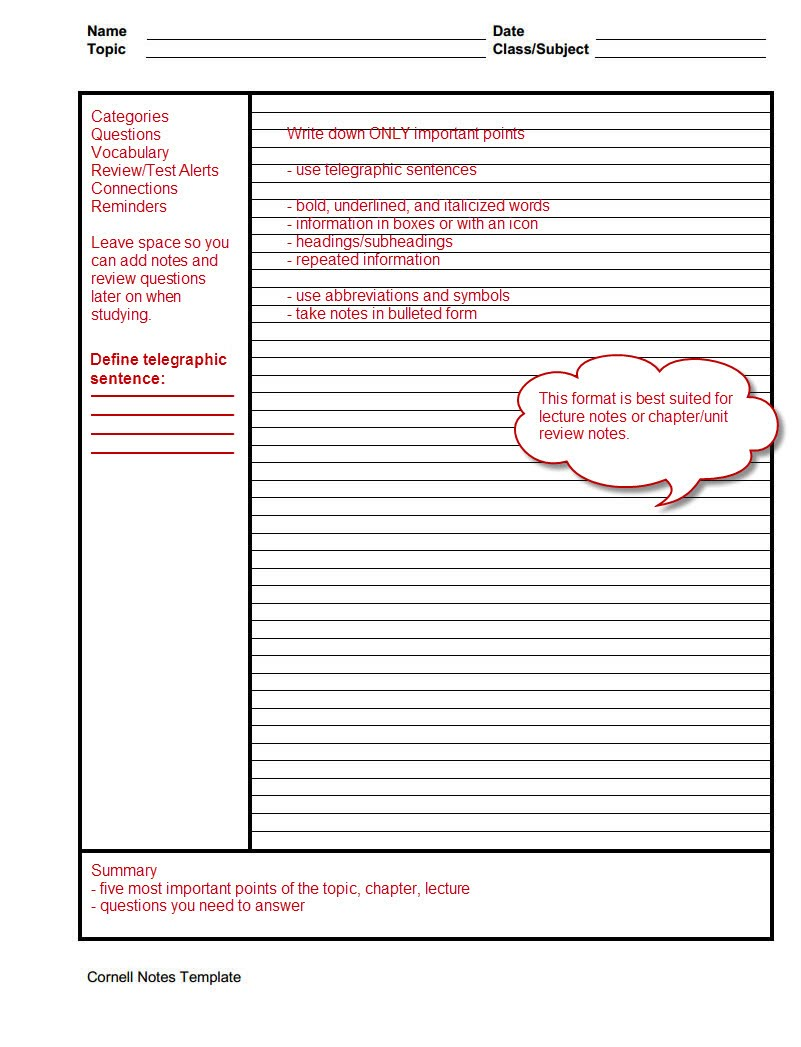 Name Date
Topic Class/Subject
Categories
Questions
Vocabulary
Review/Test Alerts
Connections
Reminders
Leave space so you
can add notes and
review questions
later on when
studying.
Define telegraphic
sentence:
Write down ONLY important points
- use telegraphic sentences
- bold, underlined, and italicized words
- information in boxes or with an icon
- headings/subheadings
- repeated information
- use abbreviations and symbols
- take notes in bulleted form
This format is best suited for
lecture notes or chapter/unit
review notes.
Summary
- five most important points of the topic, chapter, lecture
- questions you need to answer
Cornell Notes Template